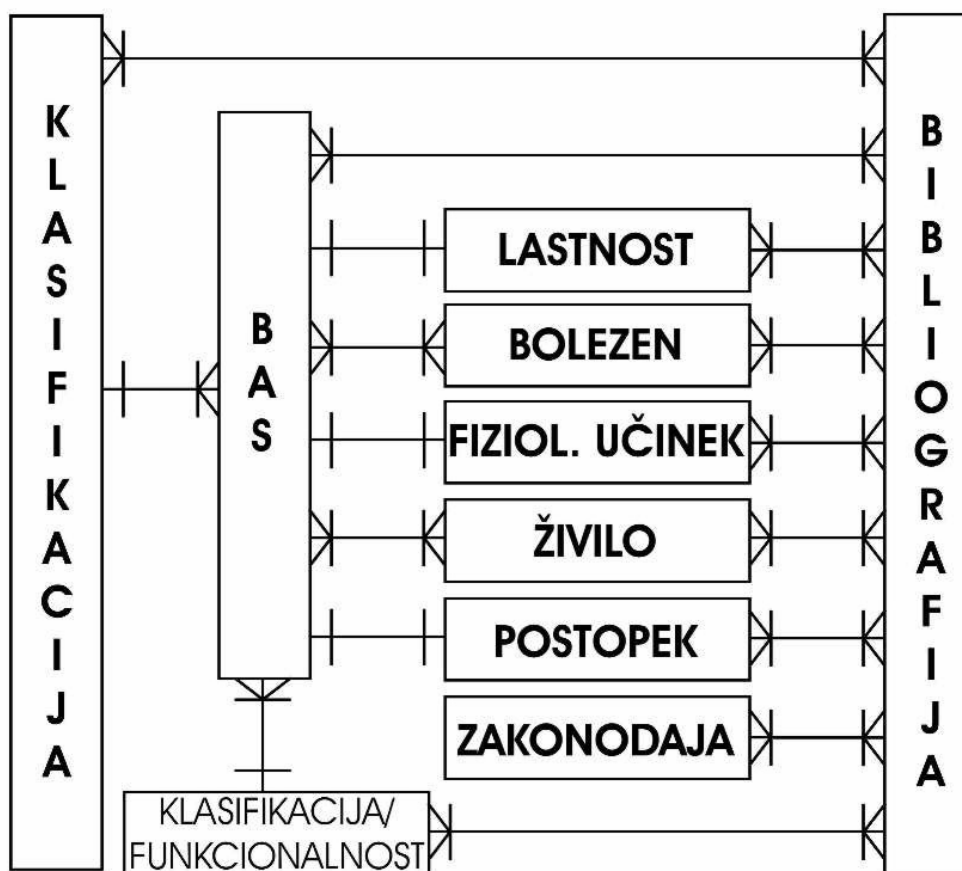 KLASIFIKACIJA
BAS
LASTNOST
BOLEZEN
FIZIOL. UČINEK
ŽIVILO
POSTOPEK
ZAKONODAJA
KLASIFIKACIJA/
FUNKCIONALNOST
BIBLIOGRAFIJA